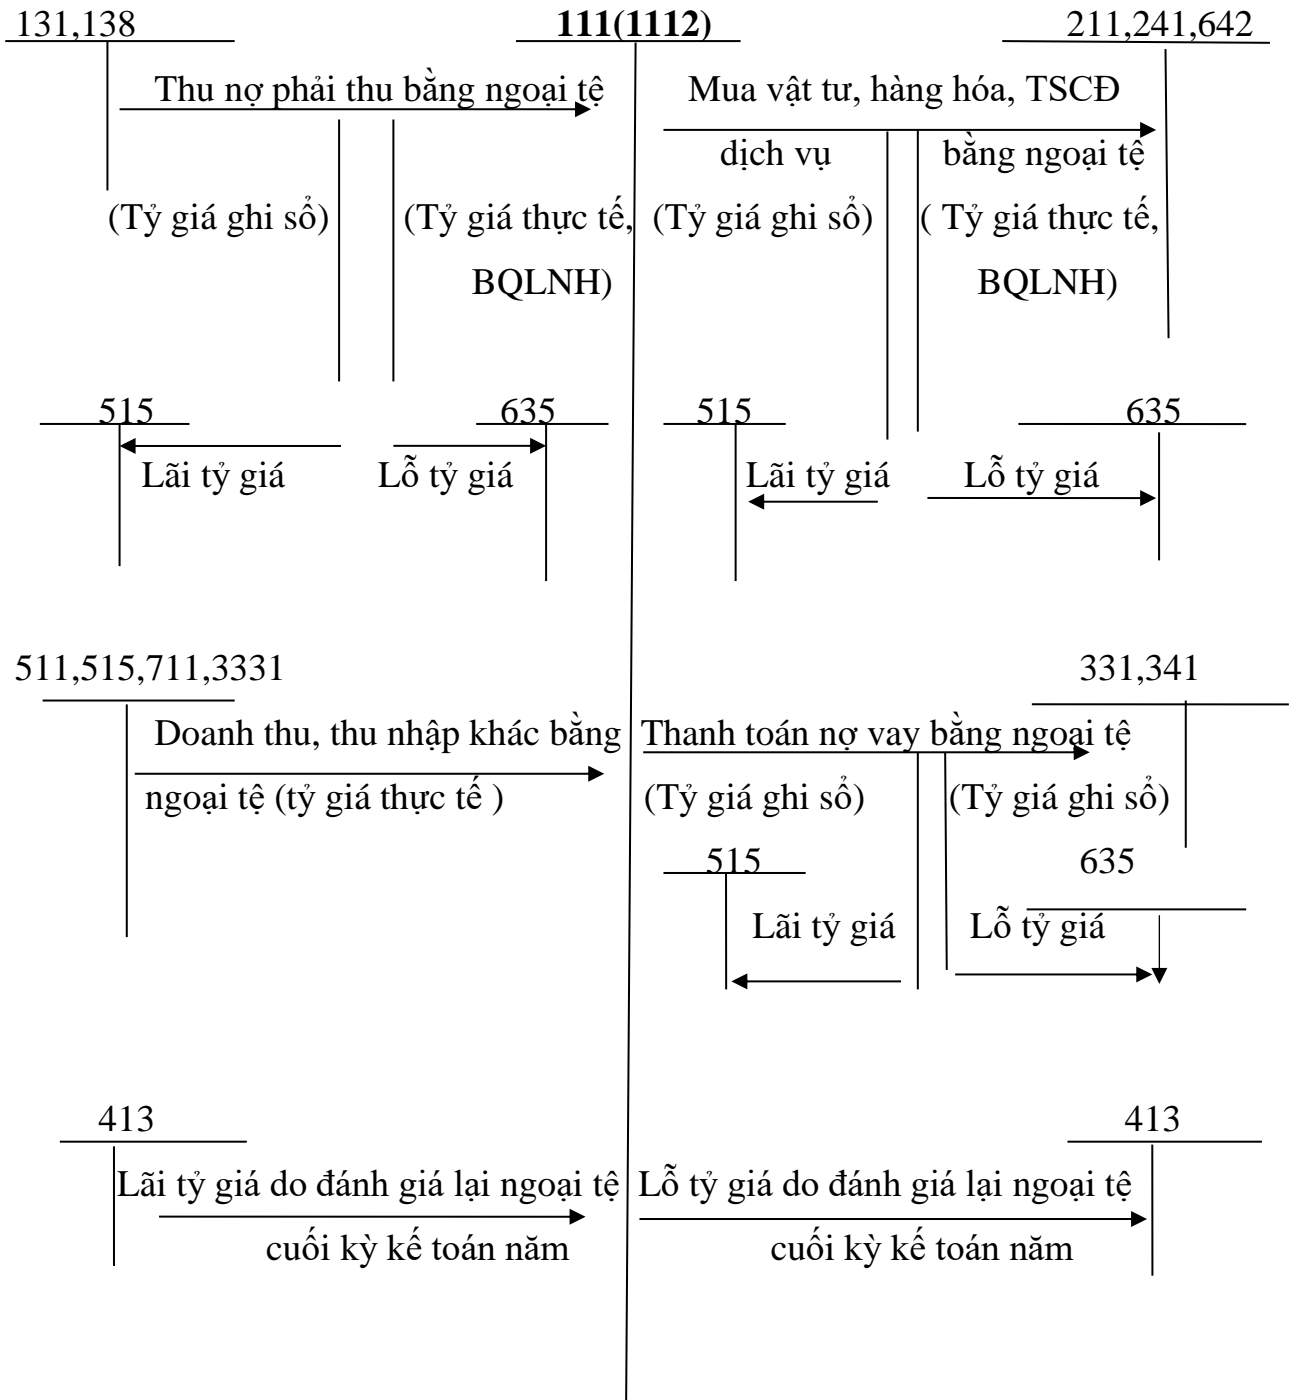 131,138
111(1112)
211,241,642
Thu nợ phải thu bằng ngoại tệ
Mua vật tư, hàng hóa, TSCĐ
dịch vụ
bằng ngoại tệ
(Tỷ giá ghi sổ)
(Tỷ giá thực tế,
(Tỷ giá ghi sổ)
( Tỷ giá thực tế,
BQLNH)
BQLNH)
515
635
515
635
Lãi tỷ giá
Lỗ tỷ giá
Lãi tỷ giá
Lỗ tỷ giá
511,515,711,3331
331,341
Doanh thu, thu nhập khác bằng
Thanh toán nợ vay bằng ngoại tệ
ngoại tệ (tỷ giá thực tế )
(Tỷ giá ghi sổ)
(Tỷ giá ghi sổ)
515
635
Lãi tỷ giá
Lỗ tỷ giá
413
413
Lãi tỷ giá do đánh giá lại ngoại tệ
Lỗ tỷ giá do đánh giá lại ngoại tệ
cuối kỳ kế toán năm
cuối kỳ kế toán năm